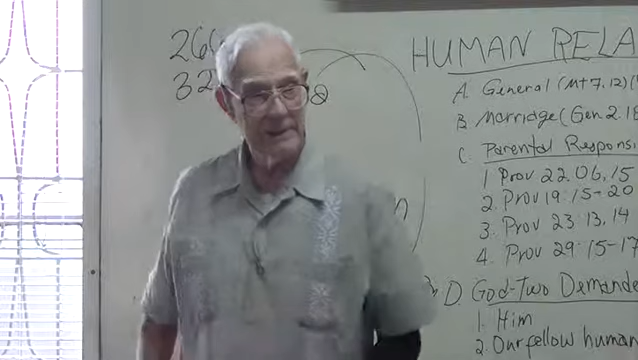 HUMAN RELA
A. General (Mt 7.12)
B. Marridge (Gen 2.18
C. Parental Responsi
1 Prov 22.06, 15
2. Prov 19:15-20
3. Prov 23:13, 14
4. Prov 29:15-17
D. God-Two Demands
1. Him
2. Our fellow human